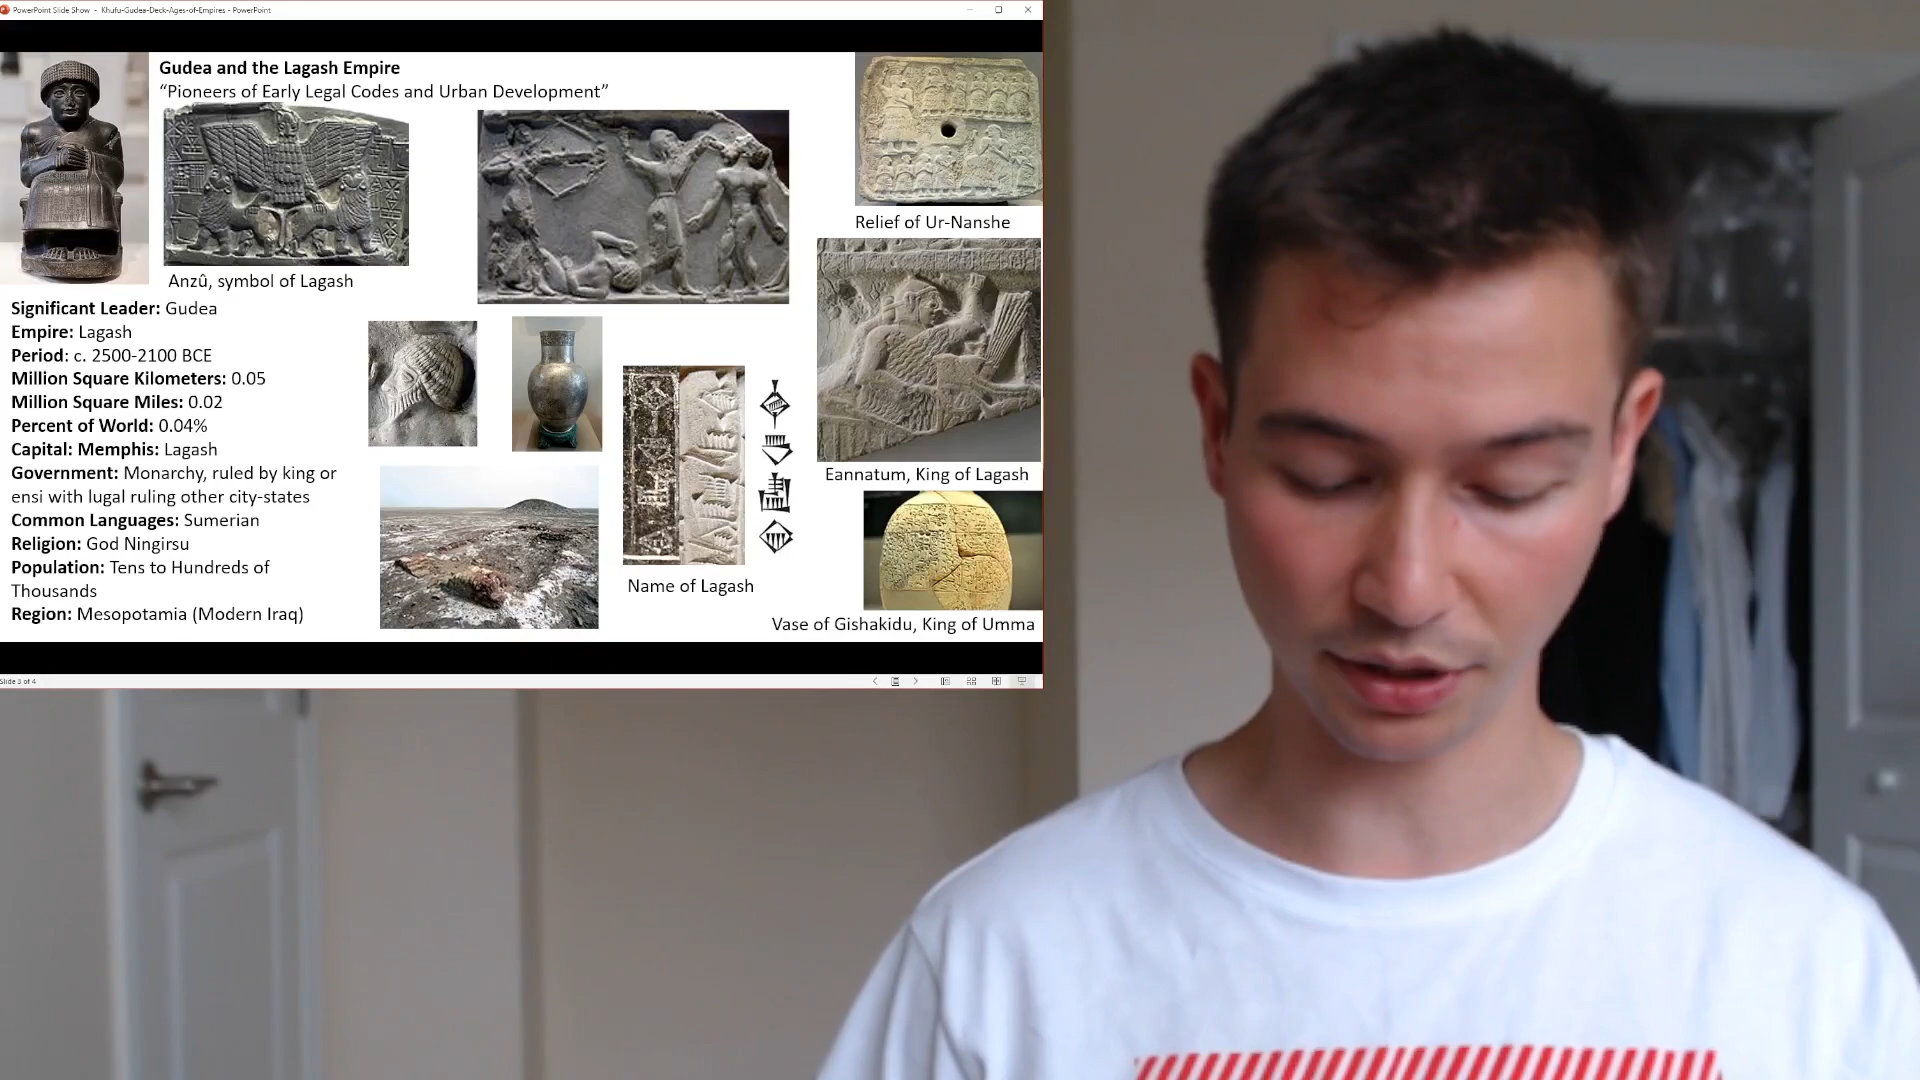 PowerPoint Slide Show - Khufu-Gudea-Deck-Ages-of-Empires - PowerPoint
Gudea and the Lagash Empire
“Pioneers of Early Legal Codes and Urban Development”
Anzû, symbol of Lagash
Relief of Ur-Nanshe
Significant Leader: Gudea
Empire: Lagash
Period: c. 2500-2100 BCE
Million Square Kilometers: 0.05
Million Square Miles: 0.02
Percent of World: 0.04%
Capital: Memphis: Lagash
Government: Monarchy, ruled by king or
ensi with lugal ruling other city-states
Common Languages: Sumerian
Religion: God Ningirsu
Population: Tens to Hundreds of
Thousands
Region: Mesopotamia (Modern Iraq)
Name of Lagash
Eannatum, King of Lagash
Vase of Gishakidu, King of Umma
Slide 3 of 4